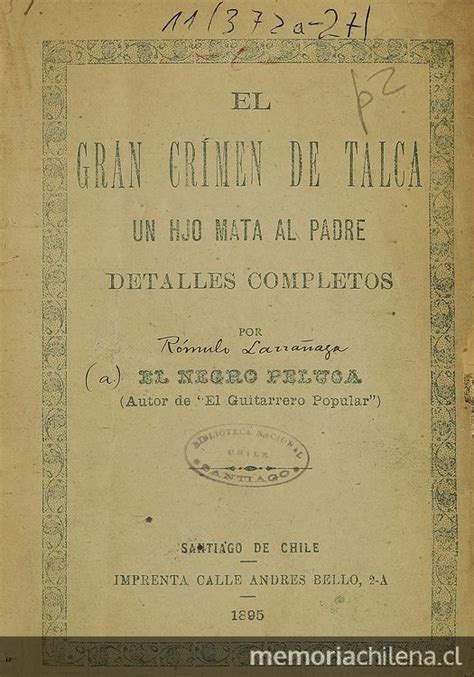 11(372a-27)
p2
EL
GRAN CRÍMEN DE TALCA
UN HJO MATA AL PADRE
DETALLES COMPLETOS
POR
Rómulo Larrañaga
(a) EL NEGRO PELUCA
(Autor de "El Guitarrero Popular")
BIBLIOTECA NACIONAL
CHILE
SANTIAGO
SANTIAGO DE CHILE
IMPRENTA CALLE ANDRES BELLO, 2-A
1895
memoriachilena.cl